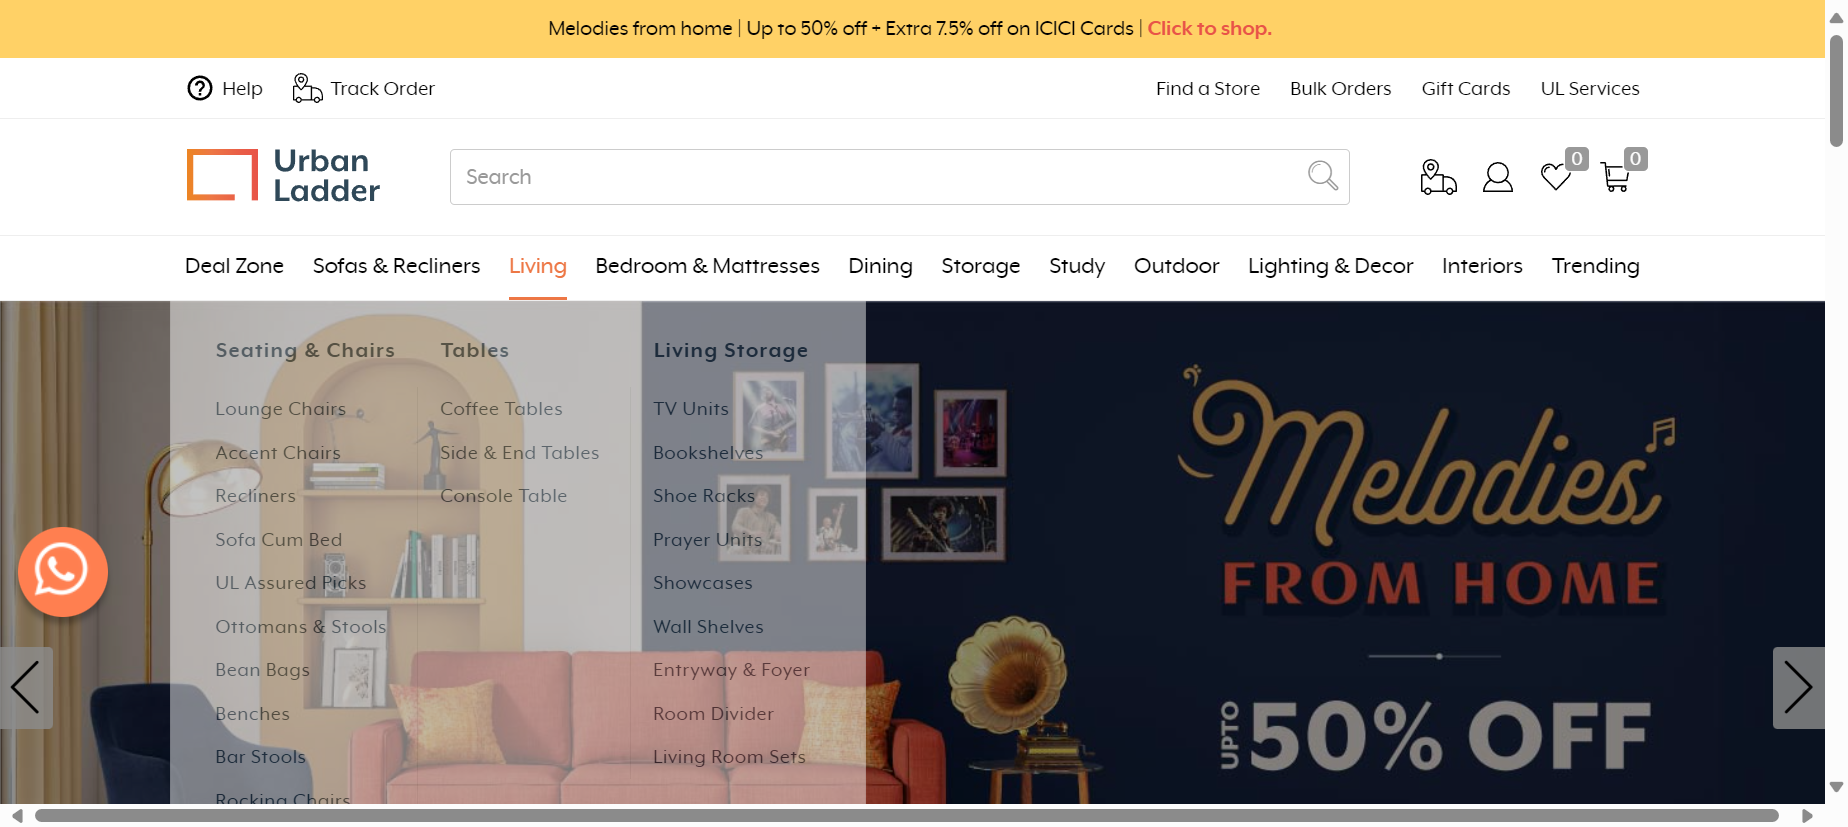 Melodies from home | Up to 50% off + Extra 7.5% off on ICICI Cards | Click to shop.
Help
Track Order
Find a Store
Bulk Orders
Gift Cards
UL Services
Urban
Ladder
Search
0
0
Deal Zone
Sofas & Recliners
Living
Bedroom & Mattresses
Dining
Storage
Study
Outdoor
Lighting & Decor
Interiors
Trending
Seating & Chairs
Lounge Chairs
Accent Chairs
Recliners
Sofa Cum Bed
UL Assured Picks
Ottomans & Stools
Bean Bags
Benches
Bar Stools
Rocking Chairs
Tables
Coffee Tables
Side & End Tables
Console Table
Living Storage
TV Units
Bookshelves
Shoe Racks
Prayer Units
Showcases
Wall Shelves
Entryway & Foyer
Room Divider
Living Room Sets
Melodies
FROM HOME
UPTO
50% OFF